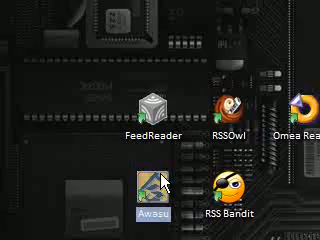 FeedReader
RSSOwl
Omea Rea
Awasu
RSS Bandit